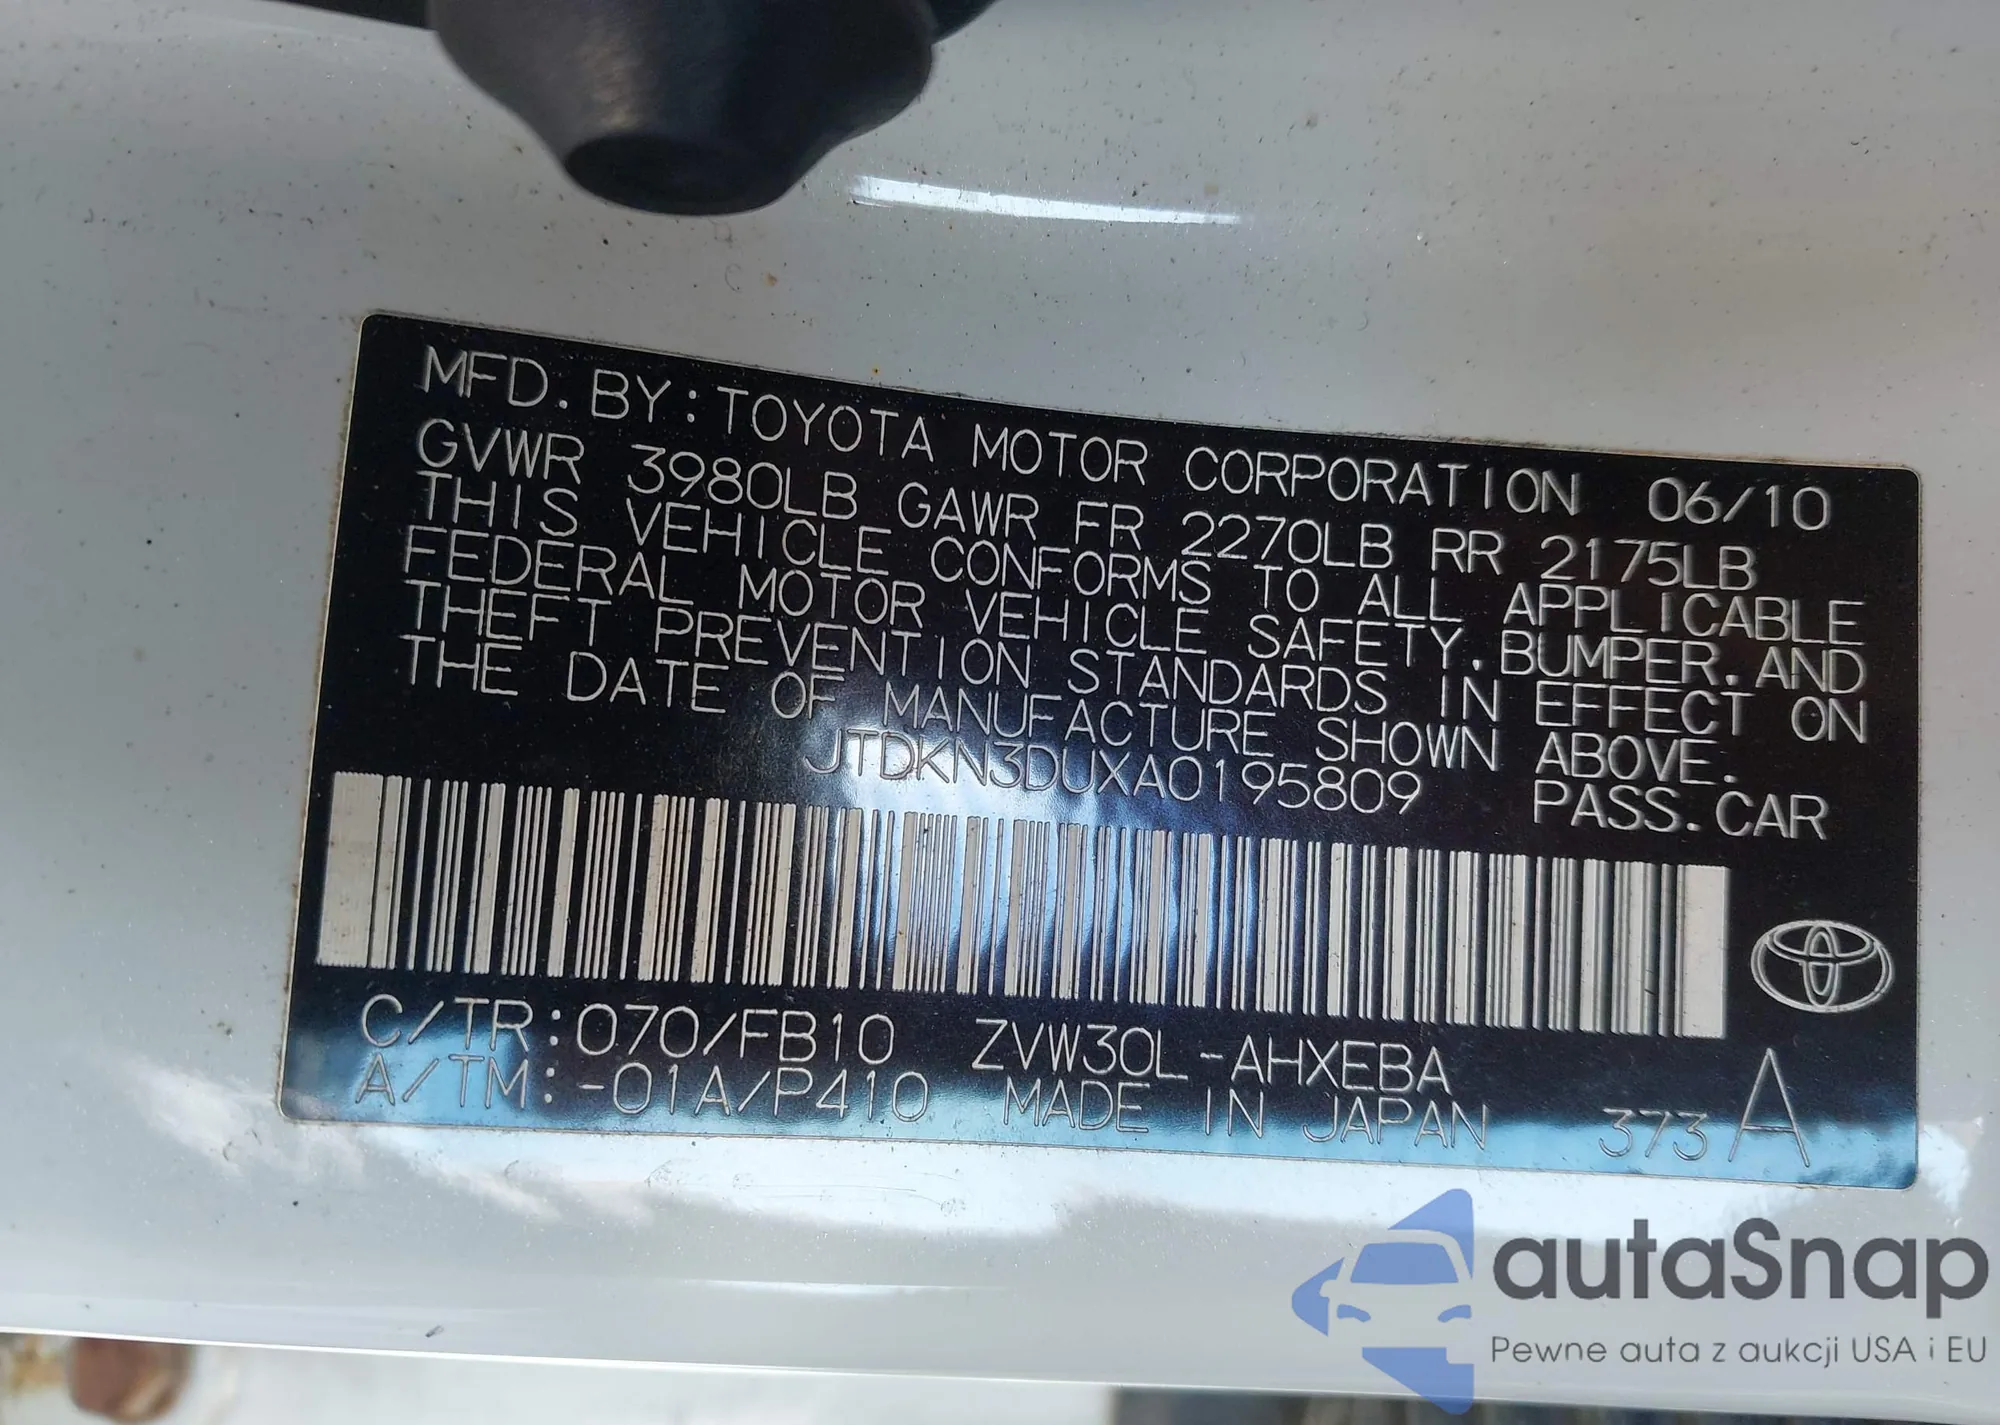 MFD. BY: TOYOTA MOTOR CORPORATION 06/10
GVWR 3980LB GAWR FR 2270LB RR 2175LB
THIS VEHICLE CONFORMS TO ALL APPLICABLE
FEDERAL MOTOR VEHICLE SAFETY. BUMPER. AND
THEFT PREVENTION STANDARDS IN EFFECT ON
THE DATE OF MANUFACTURE SHOWN ABOVE.
JTDKN3DUXA0195809 PASS. CAR
C/TR: 070/FB10 ZVW30L-AHXEBA
A/TM: -01A/P410 MADE IN JAPAN 373 A
autaSnap
Pewne auta z aukcji USA i EU